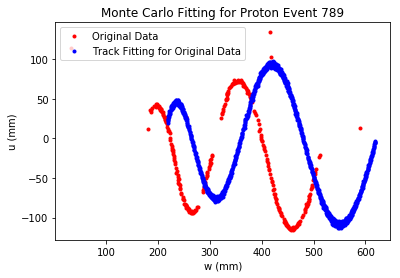 Monte Carlo Fitting for Proton Event 789
Original Data
Track Fitting for Original Data
u (mm)
100
50
0
−50
−100
100
200
300
400
500
600
w (mm)